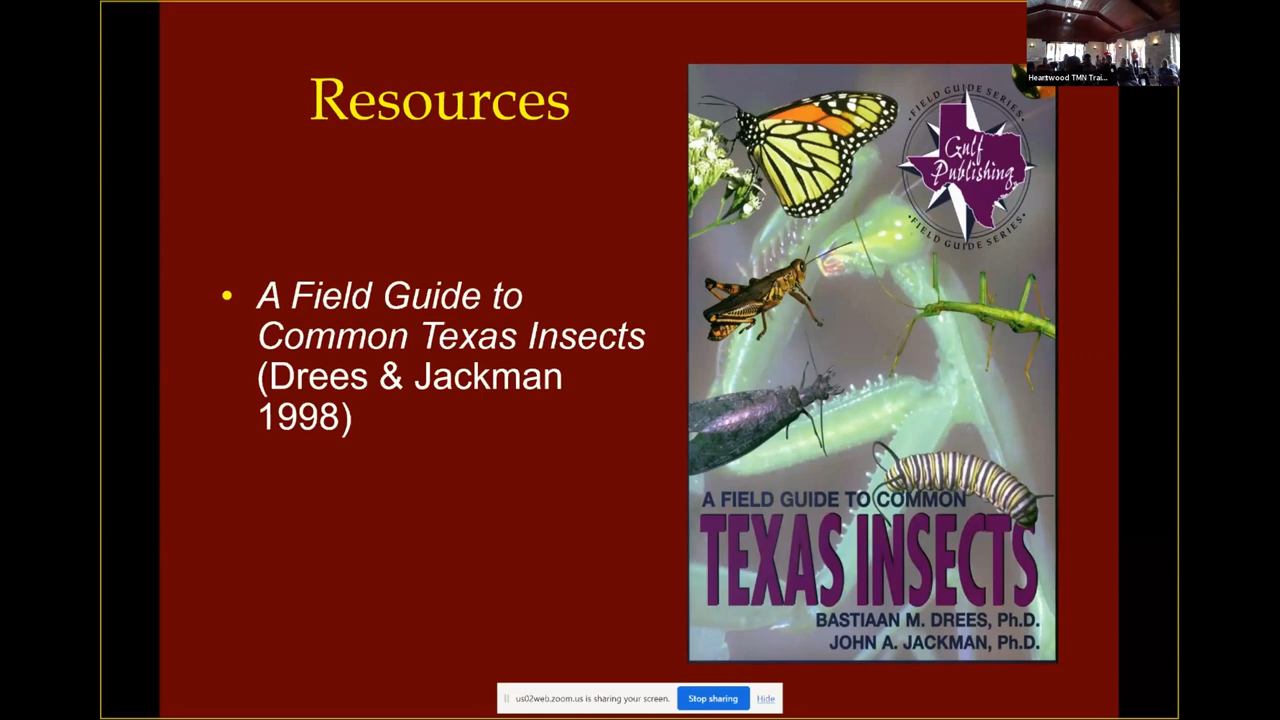 Resources
• A Field Guide to
Common Texas Insects
(Drees & Jackman
1998)
Heartwood TMN Trai...
• FIELD GUIDE SERIES •
Gulf
Publishing
• FIELD GUIDE SERIES •
A FIELD GUIDE TO COMMON
TEXAS INSECTS
BASTIAAN M. DREES, Ph.D.
JOHN A. JACKMAN, Ph.D.
us02web.zoom.us is sharing your screen.
Stop sharing
Hide